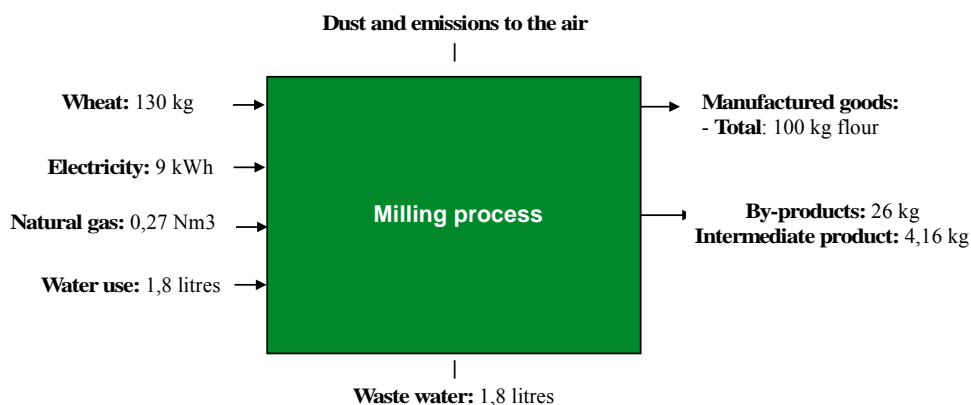 Dust and emissions to the air
Wheat: 130 kg
Electricity: 9 kWh
Natural gas: 0,27 Nm3
Water use: 1,8 litres
Milling process
Manufactured goods:
- Total: 100 kg flour
By-products: 26 kg
Intermediate product: 4,16 kg
Waste water: 1,8 litres